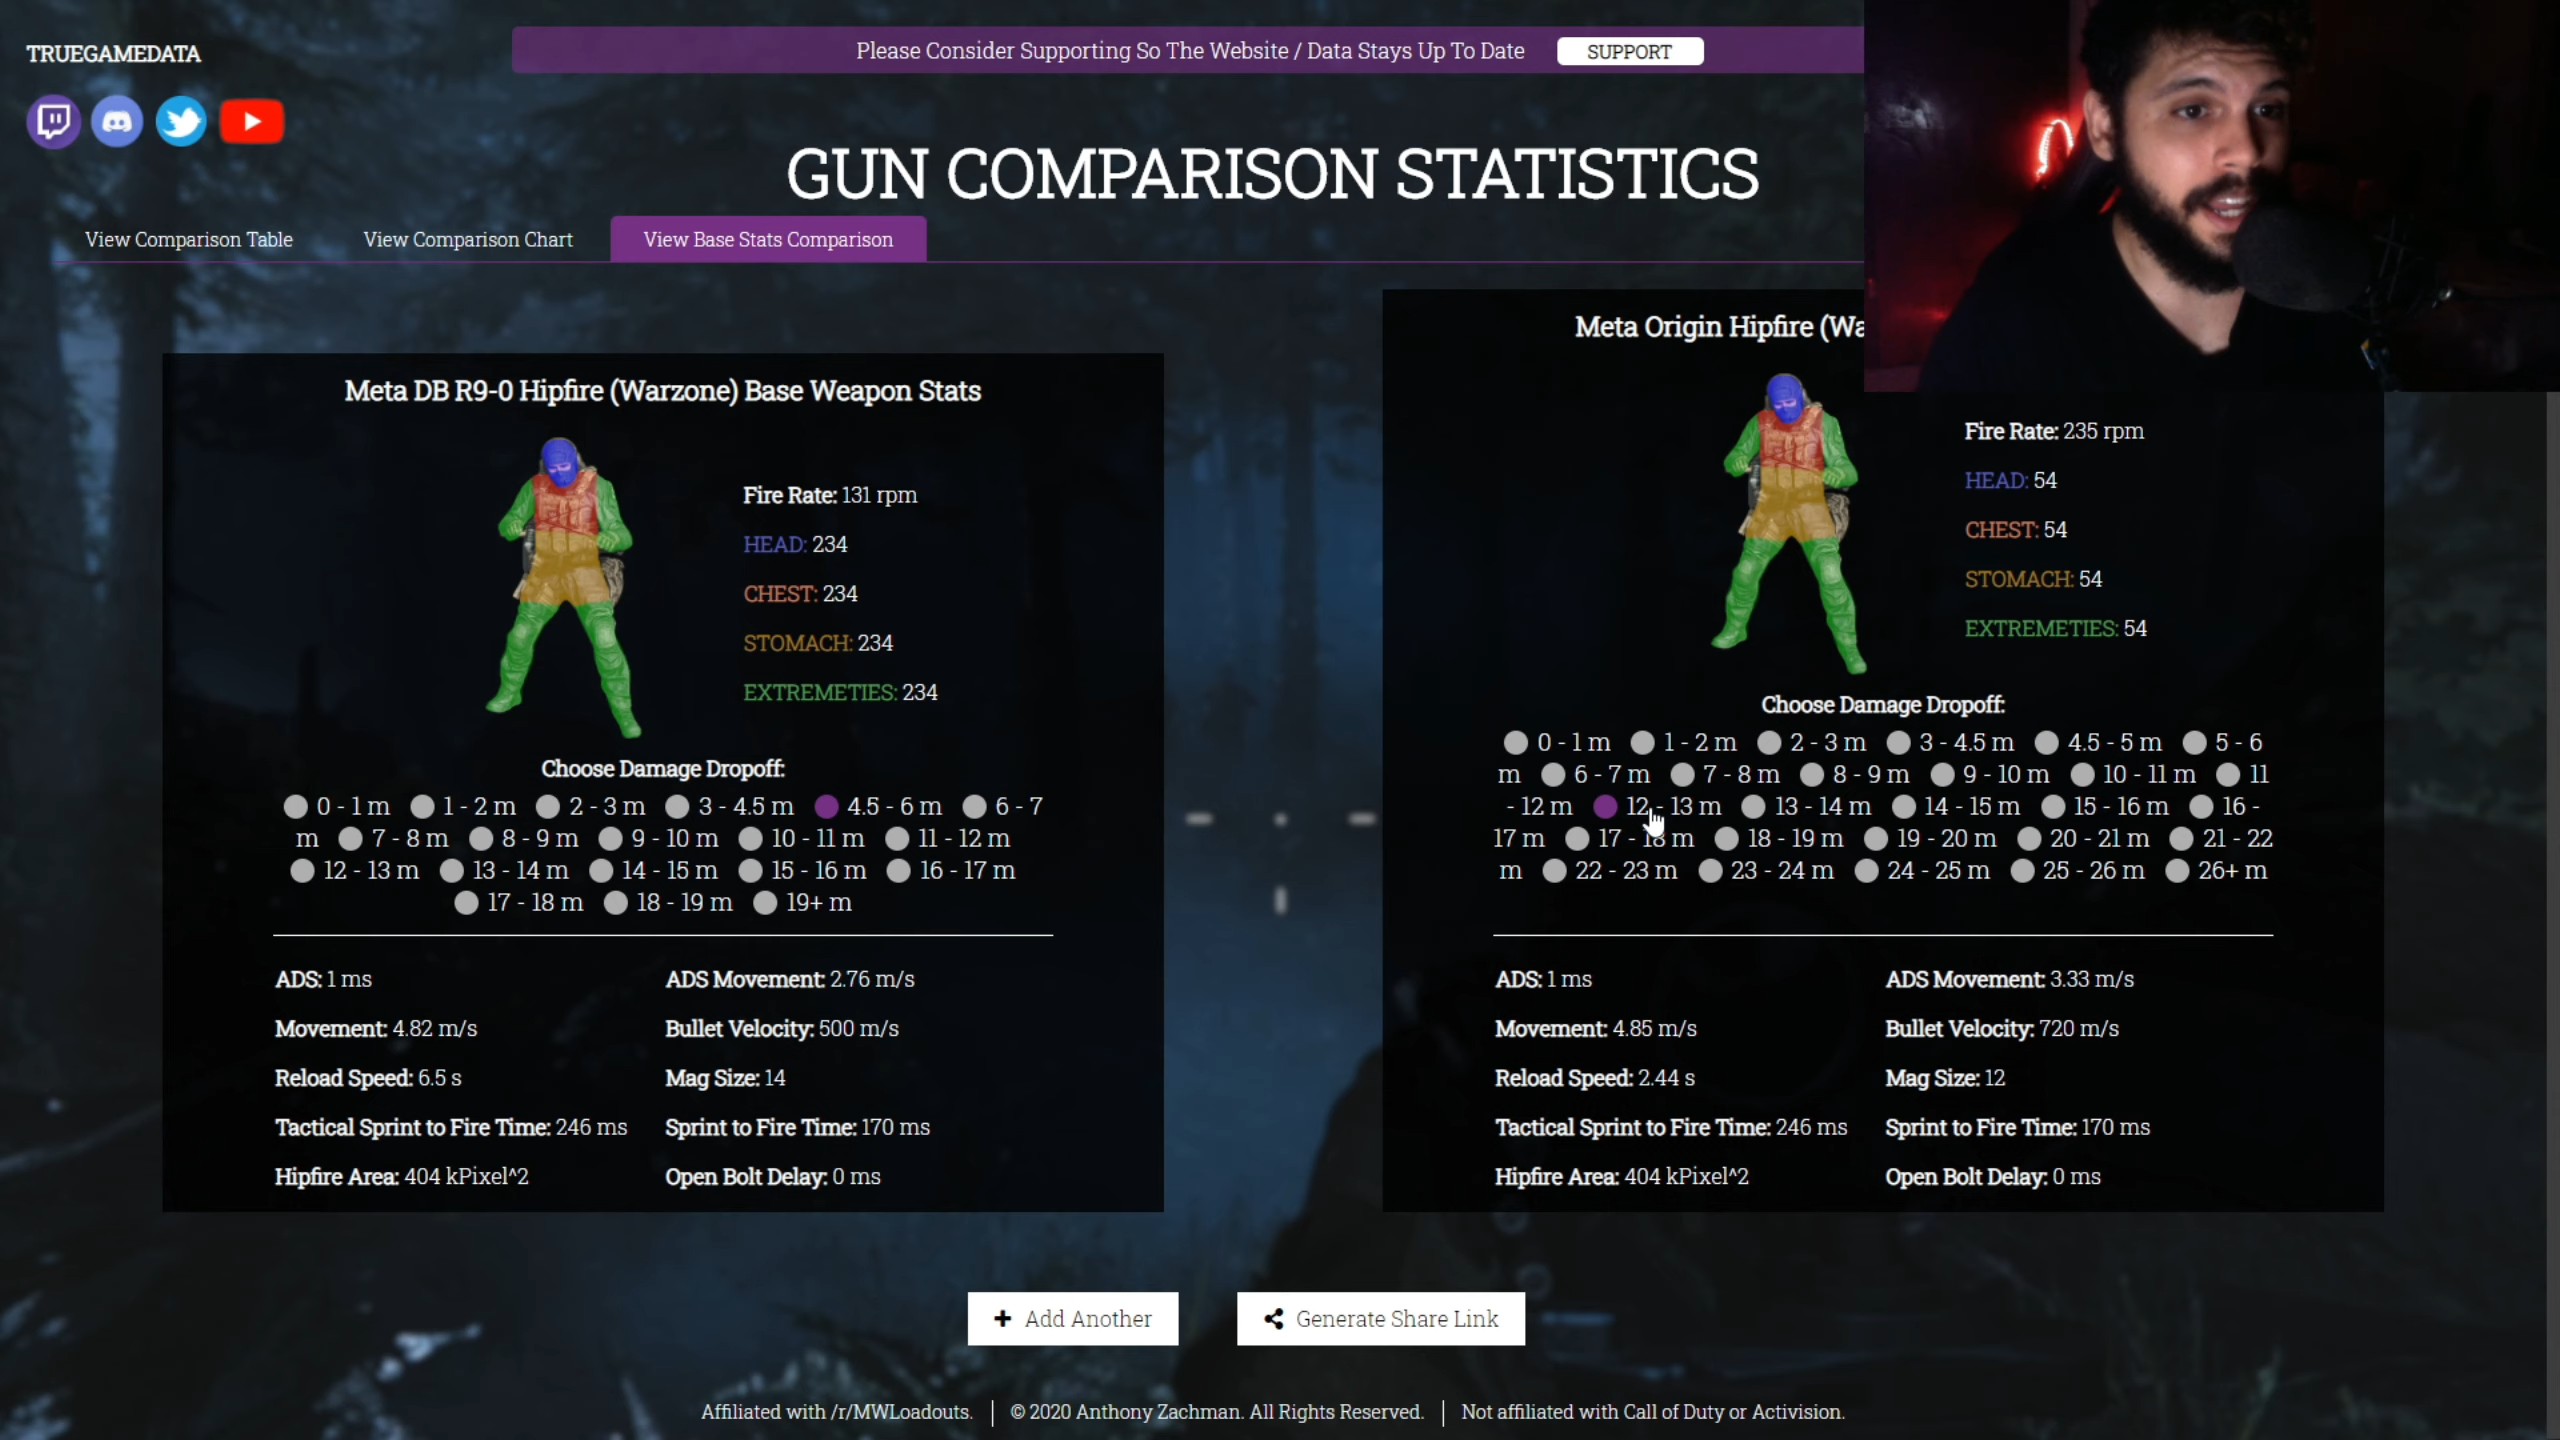 TRUEGAMEDATA
Please Consider Supporting So The Website / Data Stays Up To Date
SUPPORT
GUN COMPARISON STATISTICS
View Comparison Table
View Comparison Chart
View Base Stats Comparison
Meta DB R9-0 Hipfire (Warzone) Base Weapon Stats
Fire Rate: 131 rpm
HEAD: 234
CHEST: 234
STOMACH: 234
EXTREMETIES: 234
Choose Damage Dropoff:
0 - 1 m 1 - 2 m 2 - 3 m 3 - 4.5 m 4.5 - 6 m 6 - 7
m 7 - 8 m 8 - 9 m 9 - 10 m 10 - 11 m 11 - 12 m
12 - 13 m 13 - 14 m 14 - 15 m 15 - 16 m 16 - 17 m
17 - 18 m 18 - 19 m 19+ m
ADS: 1 ms ADS Movement: 2.76 m/s
Movement: 4.82 m/s Bullet Velocity: 500 m/s
Reload Speed: 6.5 s Mag Size: 14
Tactical Sprint to Fire Time: 246 ms Sprint to Fire Time: 170 ms
Hipfire Area: 404 kPixel^2 Open Bolt Delay: 0 ms
Meta Origin Hipfire (Wa
Fire Rate: 235 rpm
HEAD: 54
CHEST: 54
STOMACH: 54
EXTREMETIES: 54
Choose Damage Dropoff:
0 - 1 m 1 - 2 m 2 - 3 m 3 - 4.5 m 4.5 - 5 m 5 - 6
m 6 - 7 m 7 - 8 m 8 - 9 m 9 - 10 m 10 - 11 m 11
- 12 m 12 - 13 m 13 - 14 m 14 - 15 m 15 - 16 m 16 -
17 m 17 - 18 m 18 - 19 m 19 - 20 m 20 - 21 m 21 - 22
m 22 - 23 m 23 - 24 m 24 - 25 m 25 - 26 m 26+ m
ADS: 1 ms ADS Movement: 3.33 m/s
Movement: 4.85 m/s Bullet Velocity: 720 m/s
Reload Speed: 2.44 s Mag Size: 12
Tactical Sprint to Fire Time: 246 ms Sprint to Fire Time: 170 ms
Hipfire Area: 404 kPixel^2 Open Bolt Delay: 0 ms
+ Add Another
Generate Share Link
Affiliated with /r/MWLoadouts. | © 2020 Anthony Zachman. All Rights Reserved. | Not affiliated with Call of Duty or Activision.